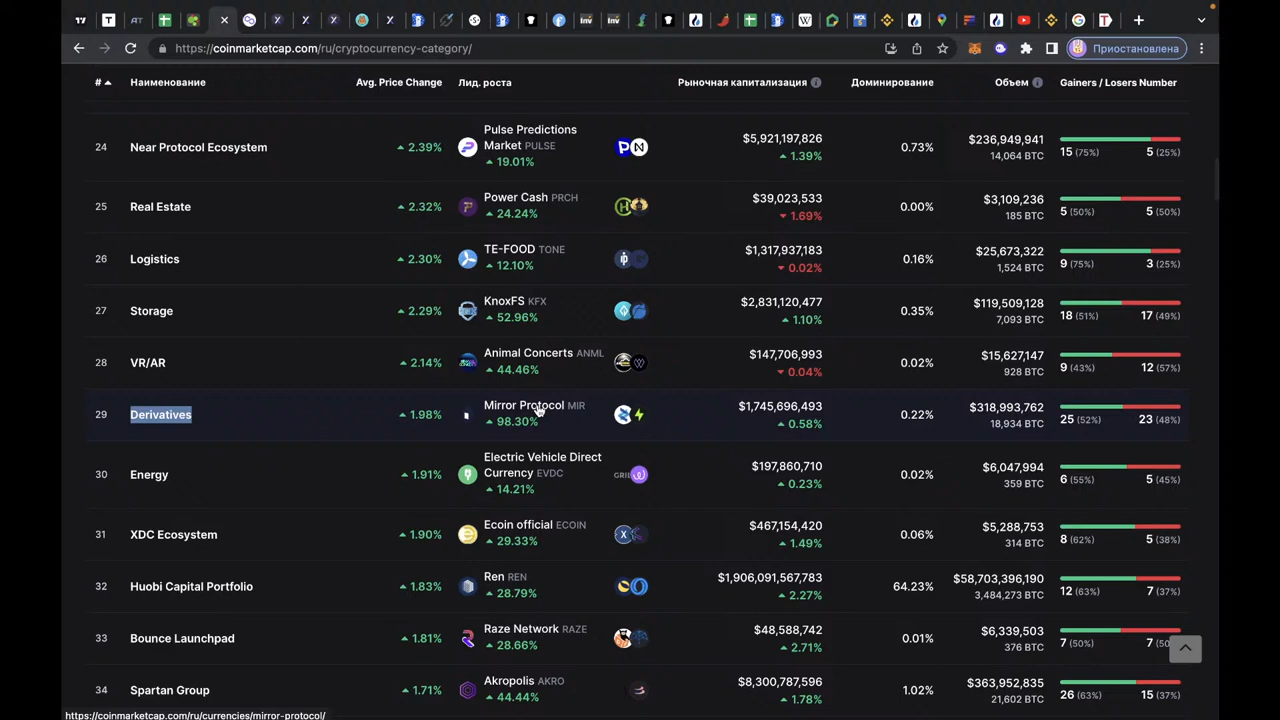 https://coinmarketcap.com/ru/cryptocurrency-category/
Приостановлена
# Наименование Avg. Price Change Лид. роста Рыночная капитализация Доминирование Объем Gainers / Losers Number
24 Near Protocol Ecosystem 2.39% Pulse Predictions Market PULSE 19.01% $5,921,197,826 1.39% 0.73% $236,949,941 14,064 BTC 15 (75%) 5 (25%)
25 Real Estate 2.32% Power Cash PRCH 24.24% $39,023,533 1.69% 0.00% $3,109,236 185 BTC 5 (50%) 5 (50%)
26 Logistics 2.30% TE-FOOD TONE 12.10% $1,317,937,183 0.02% 0.16% $25,673,322 1,524 BTC 9 (75%) 3 (25%)
27 Storage 2.29% KnoxFS KFX 52.96% $2,831,120,477 1.10% 0.35% $119,509,128 7,093 BTC 18 (51%) 17 (49%)
28 VR/AR 2.14% Animal Concerts ANML 44.46% $147,706,993 0.04% 0.02% $15,627,147 928 BTC 9 (43%) 12 (57%)
29 Derivatives 1.98% Mirror Protocol MIR 98.30% $1,745,696,493 0.58% 0.22% $318,993,762 18,934 BTC 25 (52%) 23 (48%)
30 Energy 1.91% Electric Vehicle Direct Currency EVDC 14.21% $197,860,710 0.23% 0.02% $6,047,994 359 BTC 6 (55%) 5 (45%)
31 XDC Ecosystem 1.90% Ecoin official ECOIN 29.33% $467,154,420 1.49% 0.06% $5,288,753 314 BTC 8 (62%) 5 (38%)
32 Huobi Capital Portfolio 1.83% Ren REN 28.79% $1,906,091,567,783 2.27% 64.23% $58,703,396,190 3,484,273 BTC 12 (63%) 7 (37%)
33 Bounce Launchpad 1.81% Raze Network RAZE 28.66% $48,588,742 2.71% 0.01% $6,339,503 376 BTC 7 (50%) 7
34 Spartan Group 1.71% Akropolis AKRO 44.44% $8,300,787,596 1.78% 1.02% $363,952,835 21,602 BTC 26 (63%) 15 (37%)
https://coinmarketcap.com/ru/currencies/mirror-protocol/